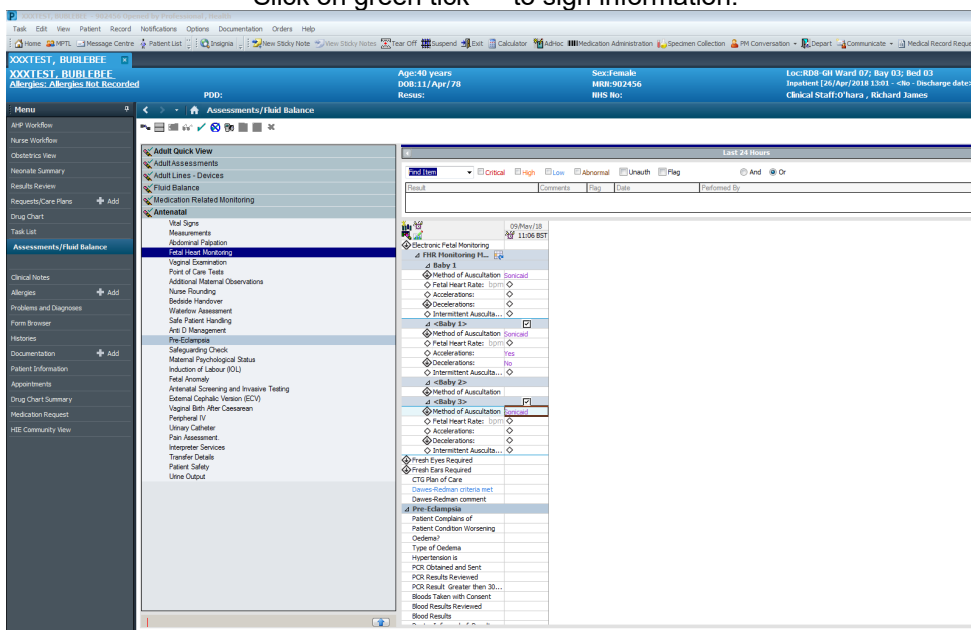 Click on green tick to sign information.
XXXTEST, BUBLEBEE - 902456 Opened by Professional, Health
Task Edit View Patient Record Notifications Options Documentation Orders Help
Home MPTL Message Centre Patient List Insignia New Sticky Note View Sticky Notes Tear Off Suspend Exit Calculator AdHoc Medication Administration Specimen Collection PM Conversation Depart Communicate Medical Record Reque
XXXTEST, BUBLEBEE
XXXTEST, BUBLEBEE Age:40 years Sex:Female Loc:RD8-GH Ward 07; Bay 03; Bed 03
Allergies: Allergies Not Recorded DOB:11/Apr/78 MRN:902456 Inpatient [26/Apr/2018 13:01 - <No - Discharge date>
PDD: Resus: NHS No: Clinical Staff:O'hara , Richard James
Menu
Assessments/Fluid Balance
AHP Workflow
Nurse Workflow
Obstetrics View
Neonate Summary
Results Review
Requests/Care Plans + Add
Drug Chart
Task List
Assessments/Fluid Balance
Clinical Notes
Allergies + Add
Problems and Diagnoses
Form Browser
Histories
Documentation + Add
Patient Information
Appointments
Drug Chart Summary
Medication Request
HIE Community View
Adult Quick View
Adult Assessments
Adult Lines - Devices
Fluid Balance
Medication Related Monitoring
Antenatal
Vital Signs
Measurements
Abdominal Palpation
Fetal Heart Monitoring
Vaginal Examination
Point of Care Tests
Additional Maternal Observations
Nurse Rounding
Bedside Handover
Waterlow Assessment
Safe Patient Handling
Anti D Management
Pre-Eclampsia
Safeguarding Check
Maternal Psychological Status
Induction of Labour (IOL)
Fetal Anomaly
Antenatal Screening and Invasive Testing
External Cephalic Version (ECV)
Vaginal Birth After Caesarean
Peripheral IV
Urinary Catheter
Pain Assessment.
Interpreter Services
Transfer Details
Patient Safety
Urine Output
Last 24 Hours
Find Item Critical High Low Abnormal Unauth Flag And Or
Result Comments Flag Date Performed By
09/May/18
11:06 BST
Electronic Fetal Monitoring
FHR Monitoring M...
Baby 1
Method of Auscultation Sonicaid
Fetal Heart Rate: bpm
Accelerations:
Decelerations:
Intermittent Ausculta...
<Baby 1>
Method of Auscultation Sonicaid
Fetal Heart Rate: bpm
Accelerations: Yes
Decelerations: No
Intermittent Ausculta...
<Baby 2>
Method of Auscultation
<Baby 3>
Method of Auscultation Sonicaid
Fetal Heart Rate: bpm
Accelerations:
Decelerations:
Intermittent Ausculta...
Fresh Eyes Required
Fresh Ears Required
CTG Plan of Care
Dawes-Redman criteria met
Dawes-Redman comment
Pre-Eclampsia
Patient Complains of
Patient Condition Worsening
Oedema?
Type of Oedema
Hypertension is
PCR Obtained and Sent
PCR Results Reviewed
PCR Result Greater then 30...
Bloods Taken with Consent
Blood Results Reviewed
Blood Results